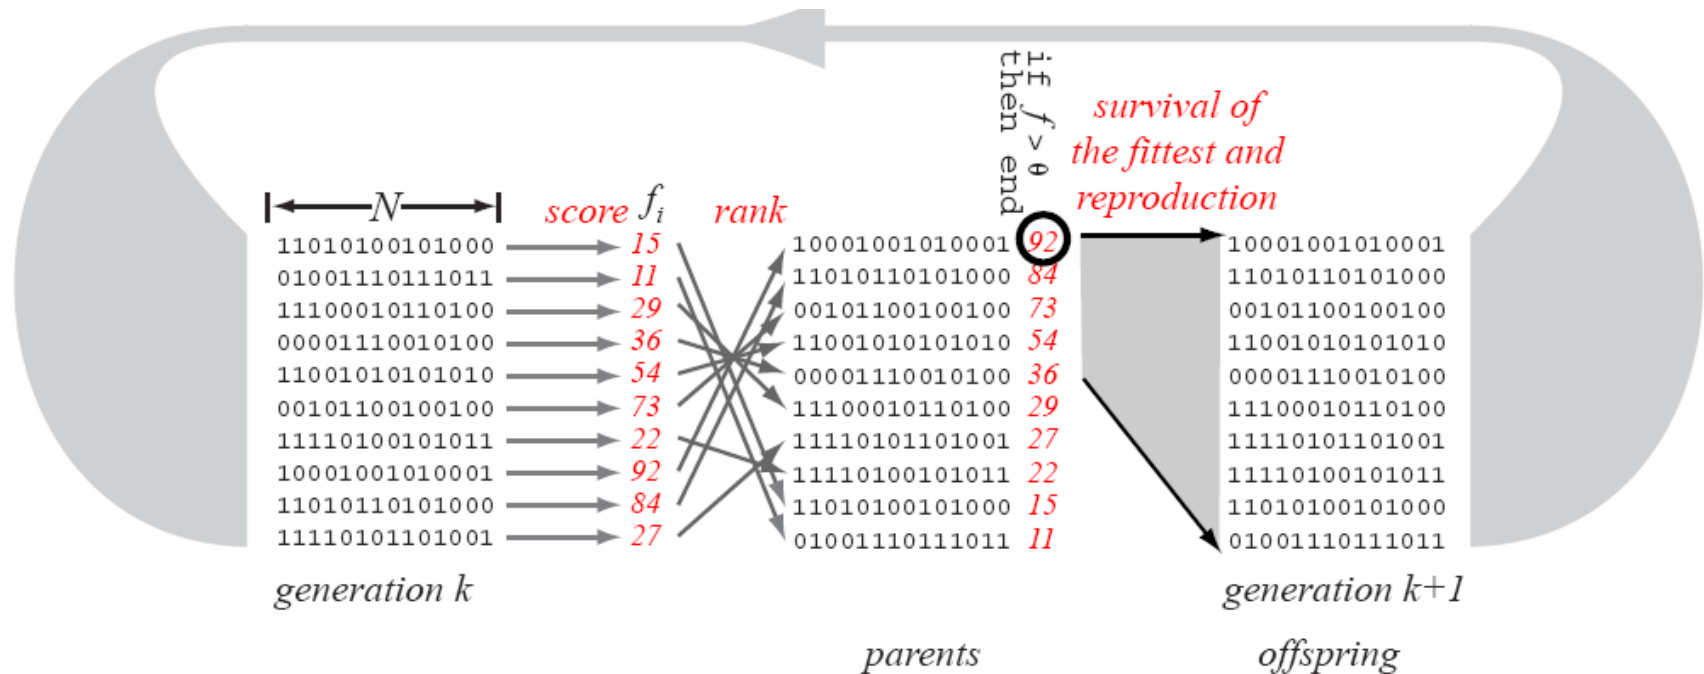 if f > θ
then end
survival of
the fittest and
reproduction
N
score fi rank
11010100101000 15 10001001010001 92 10001001010001
01001110111011 11 11010110101000 84 11010110101000
11100010110100 29 00101100100100 73 00101100100100
00001110010100 36 11001010101010 54 11001010101010
11001010101010 54 00001110010100 36 00001110010100
00101100100100 73 11100010110100 29 11100010110100
11110100101011 22 11110101101001 27 11110101101001
10001001010001 92 11110100101011 22 11110100101011
11010110101000 84 11010100101000 15 11010100101000
11110101101001 27 01001110111011 11 01001110111011
generation k
generation k+1
parents
offspring